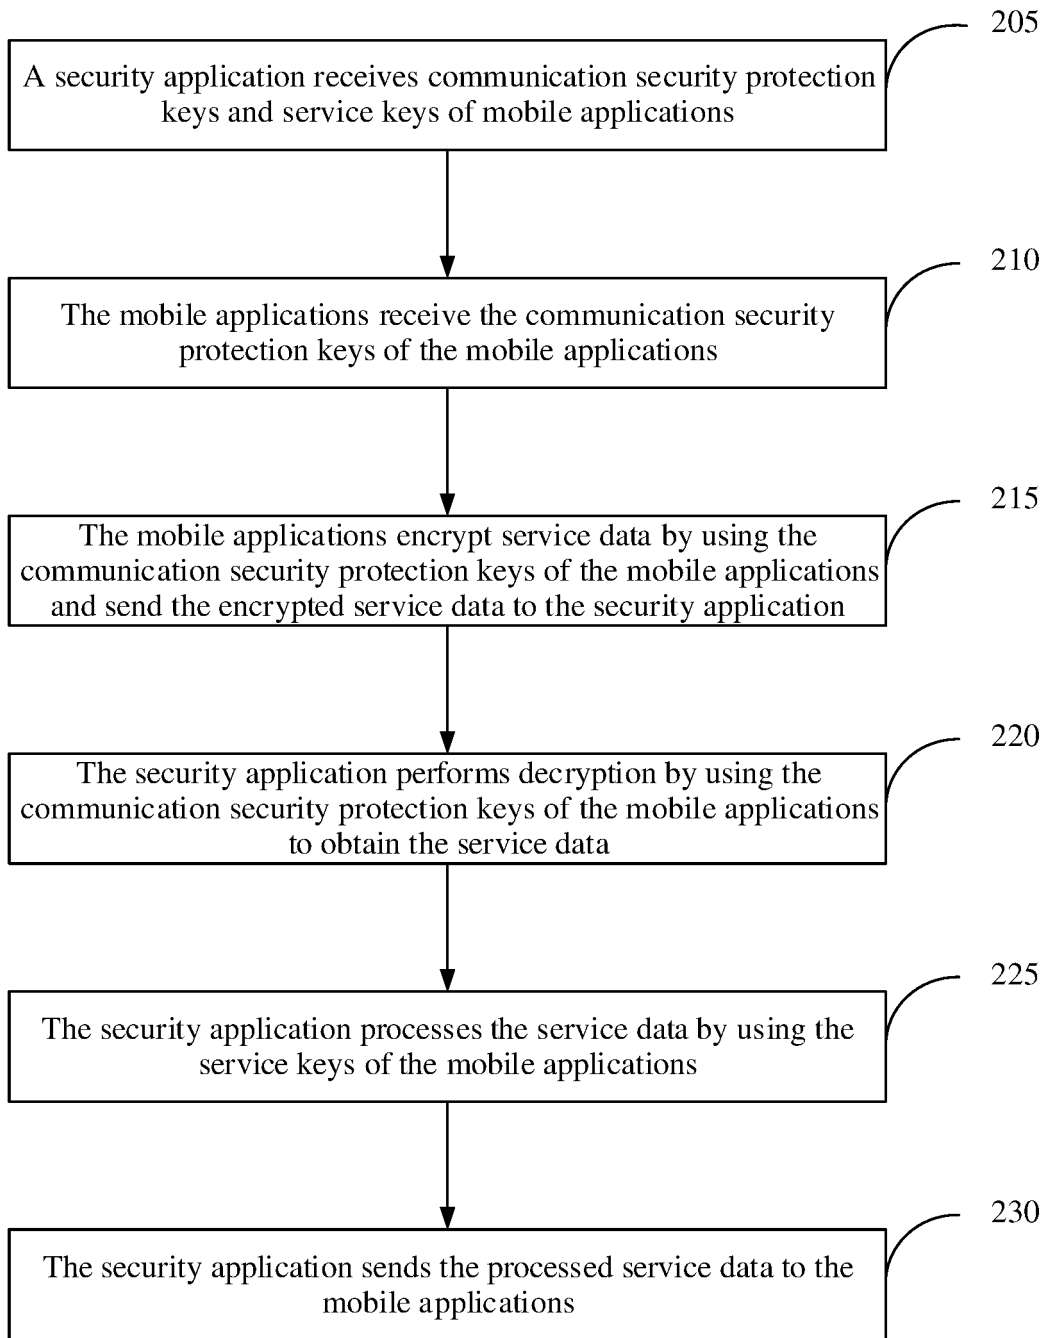 205
A security application receives communication security protection
keys and service keys of mobile applications
210
The mobile applications receive the communication security
protection keys of the mobile applications
215
The mobile applications encrypt service data by using the
communication security protection keys of the mobile applications
and send the encrypted service data to the security application
220
The security application performs decryption by using the
communication security protection keys of the mobile applications
to obtain the service data
225
The security application processes the service data by using the
service keys of the mobile applications
230
The security application sends the processed service data to the
mobile applications